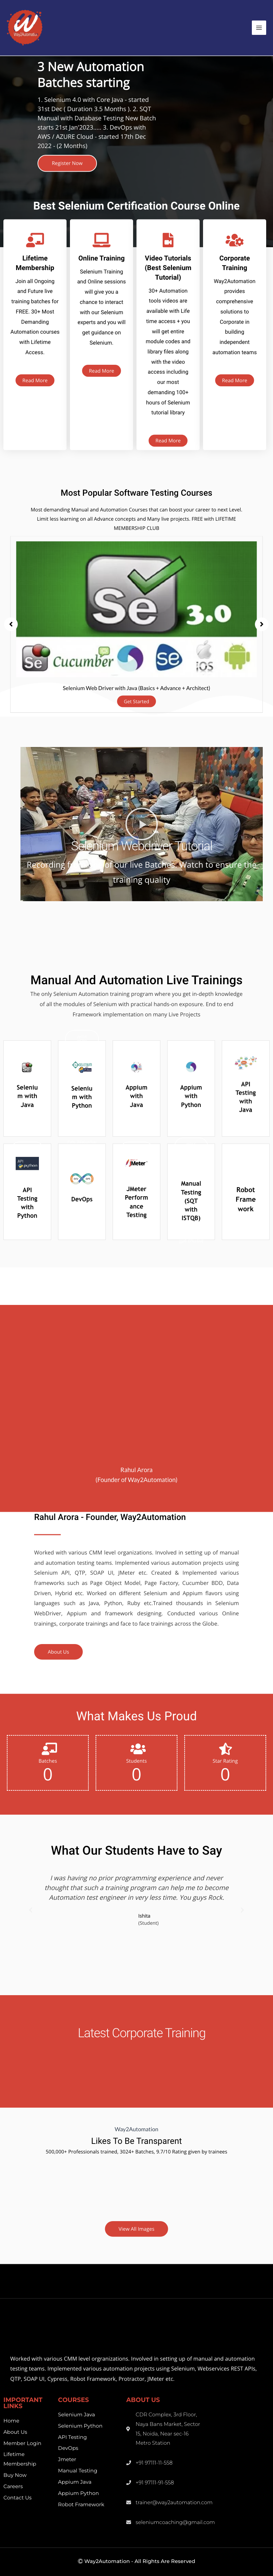 3 New Automation
Batches starting
1. Selenium 4.0 with Core Java - started
31st Dec ( Duration 3.5 Months ). 2. SQT
Manual with Database Testing New Batch
starts 21st Jan'2023..... 3. DevOps with
AWS / AZURE Cloud - started 17th Dec
2022 - (2 Months)
Register Now
Best Selenium Certification Course Online
Lifetime
Membership
Join all Ongoing
and Future live
training batches for
FREE. 30+ Most
Demanding
Automation courses
with Lifetime
Access.
Read More
Online Training
Selenium Training
and Online sessions
will give you a
chance to interact
with our Selenium
experts and you will
get guidance on
Selenium.
Read More
Video Tutorials
(Best Selenium
Tutorial)
30+ Automation
tools videos are
available with Life
time access + you
will get entire
module codes and
library files along
with the video
access including
our most
demanding 100+
hours of Selenium
tutorial library
Read More
Corporate
Training
Way2Automation
provides
comprehensive
solutions to
Corporate in
building
independent
automation teams
Read More
Most Popular Software Testing Courses
Most demanding Manual and Automation Courses that can boost your career to next Level.
Limit less learning on all Advance concepts and Many live projects. FREE with LIFETIME
MEMBERSHIP CLUB
Se 3.0
Se Cucumber Se iOS
Selenium Web Driver with Java (Basics + Advance + Architect)
Get Started
Selenium Webdriver Tutorial
Recording from one of our live Batches. Watch to ensure the
training quality
Manual And Automation Live Trainings
The only Selenium Automation training program where you get in-depth knowledge
of all the modules of Selenium with practical hands-on exposure. End to end
Framework implementation on many Live Projects
Seleniu
m with
Java
Seleniu
m with
Python
Appium
with
Java
Appium
with
Python
API
Testing
with
Java
API
Testing
with
Python
DevOps
JMeter
JMeter
Perform
ance
Testing
Manual
Testing
(SQT
with
ISTQB)
Robot
Frame
work
Rahul Arora
(Founder of Way2Automation)
Rahul Arora - Founder, Way2Automation
Worked with various CMM level organizations. Involved in setting up of manual
and automation testing teams. Implemented various automation projects using
Selenium API, QTP, SOAP UI, JMeter etc. Created & Implemented various
frameworks such as Page Object Model, Page Factory, Cucumber BDD, Data
Driven, Hybrid etc. Worked on different Selenium and Appium flavors using
languages such as Java, Python, Ruby etc.Trained thousands in Selenium
WebDriver, Appium and framework designing. Conducted various Online
trainings, corporate trainings and face to face trainings across the Globe.
About Us
What Makes Us Proud
Batches
0
Students
0
Star Rating
0
What Our Students Have to Say
I was having no prior programming experience and never
thought that such a training program can help me to become
Automation test engineer in very less time. You guys Rock.
Ishita
(Student)
Latest Corporate Training
Way2Automation
Likes To Be Transparent
500,000+ Professionals trained, 3024+ Batches, 9.7/10 Rating given by trainees
View All Images
Worked with various CMM level orgranizations. Involved in setting up of manual and automation
testing teams. Implemented various automation projects using Selenium, Webservices REST APIs,
QTP, SOAP UI, Cypress, Robot Framework, Protractor, JMeter etc.
IMPORTANT
LINKS
Home
About Us
Member Login
Lifetime
Membership
Buy Now
Careers
Contact Us
COURSES
Selenium Java
Selenium Python
API Testing
DevOps
Jmeter
Manual Testing
Appium Java
Appium Python
Robot Framework
ABOUT US
CDR Complex, 3rd Floor,
Naya Bans Market, Sector
15, Noida, Near sec-16
Metro Station
+91 97111-11-558
+91 97111-91-558
trainer@way2automation.com
seleniumcoaching@gmail.com
© Way2Automation - All Rights Are Reserved